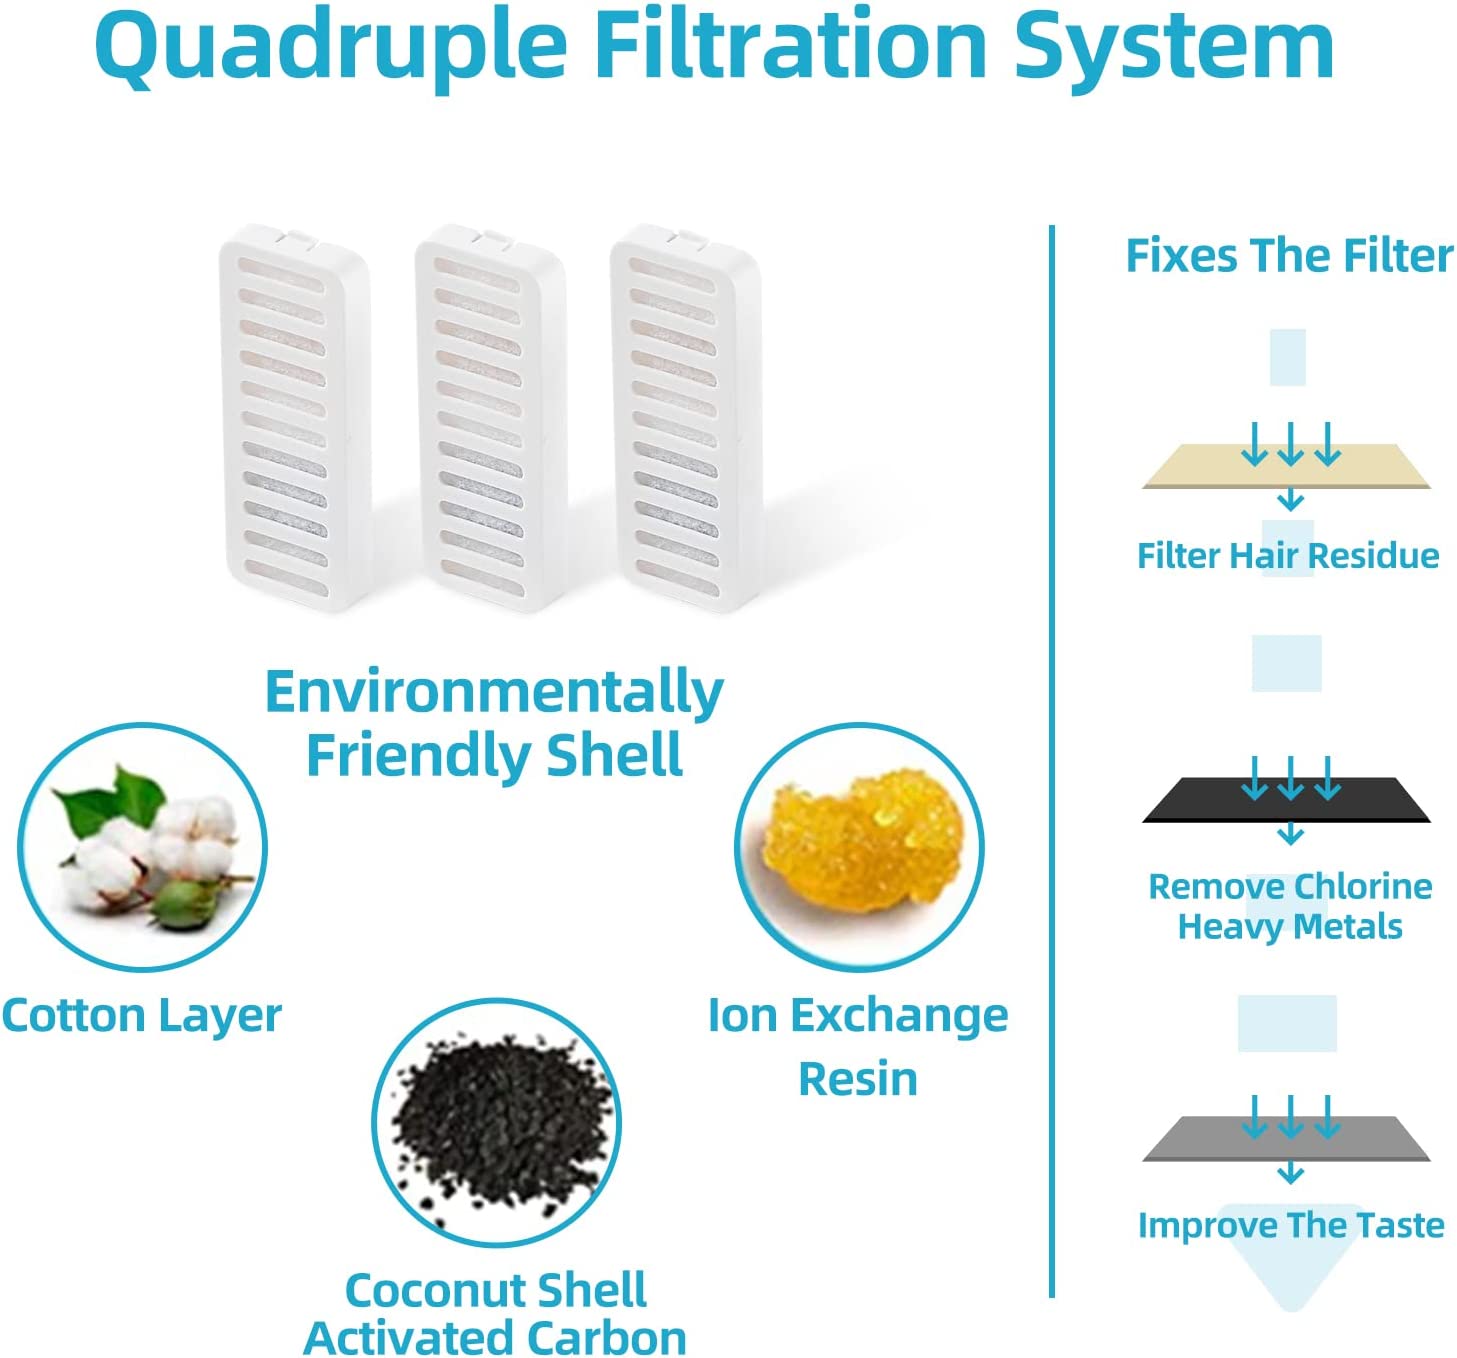 Quadruple Filtration System
Environmentally
Friendly Shell
Cotton Layer
Ion Exchange
Resin
Coconut Shell
Activated Carbon
Fixes The Filter
Filter Hair Residue
Remove Chlorine
Heavy Metals
Improve The Taste